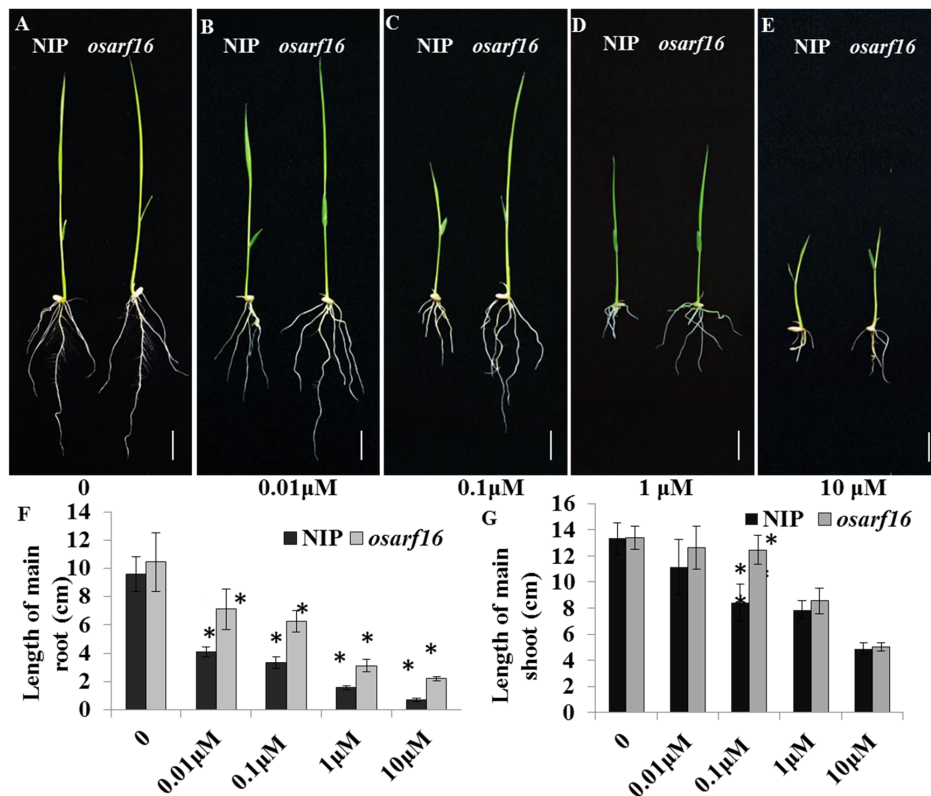 A
NIP osarf16
B
NIP osarf16
C
NIP osarf16
D
NIP osarf16
E
NIP osarf16
0
0.01μM
0.1μM
1 μM
10 μM
F
NIP osarf16
Length of main
root (cm)
14
12
10
8
6
4
2
0
* * * * * * * *
0
0.01μM
0.1μM
1μM
10μM
G
NIP osarf16
Length of main
shoot (cm)
16
14
12
10
8
6
4
2
0
*
*
*
0
0.01μM
0.1μM
1μM
10μM